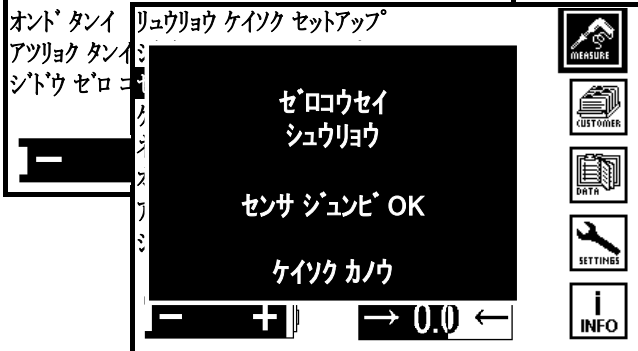 オンド タンイ
アツリョク タンイ
ジドウ ゼロ コ
リュウリョウ ケイソク セットアップ
ゼロコウセイ
シュウリョウ
センサ ジュンビ OK
ケイソク カノウ
− +
→ 0.0 ←
−
MEASURE
CUSTOMER
DATA
SETTINGS
i
INFO